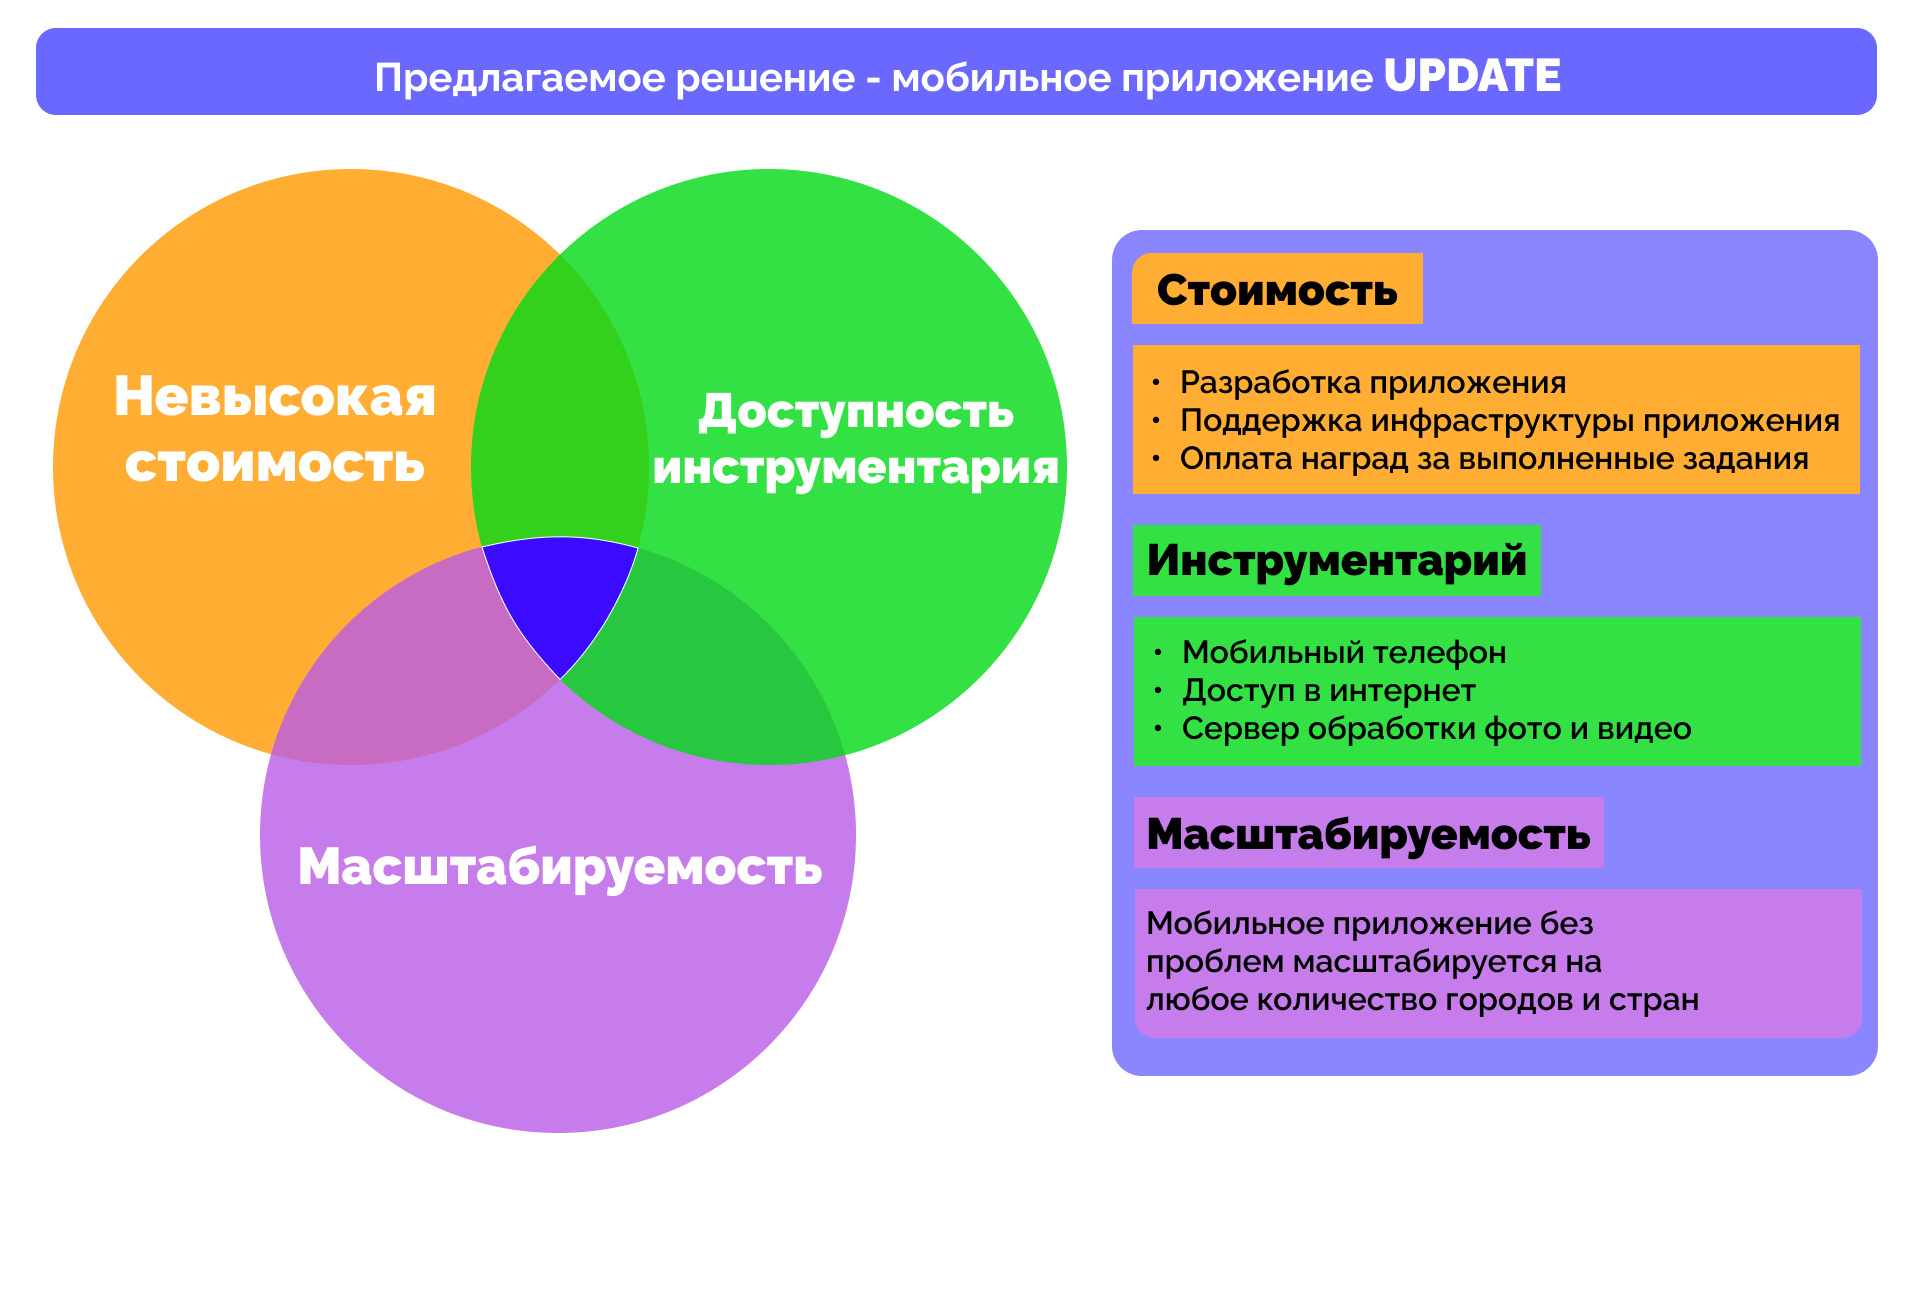 Предлагаемое решение - мобильное приложение UPDATE
Невысокая
стоимость
Доступность
инструментария
Масштабируемость
Стоимость
• Разработка приложения
• Поддержка инфраструктуры приложения
• Оплата наград за выполненные задания
Инструментарий
• Мобильный телефон
• Доступ в интернет
• Сервер обработки фото и видео
Масштабируемость
Мобильное приложение без
проблем масштабируется на
любое количество городов и стран